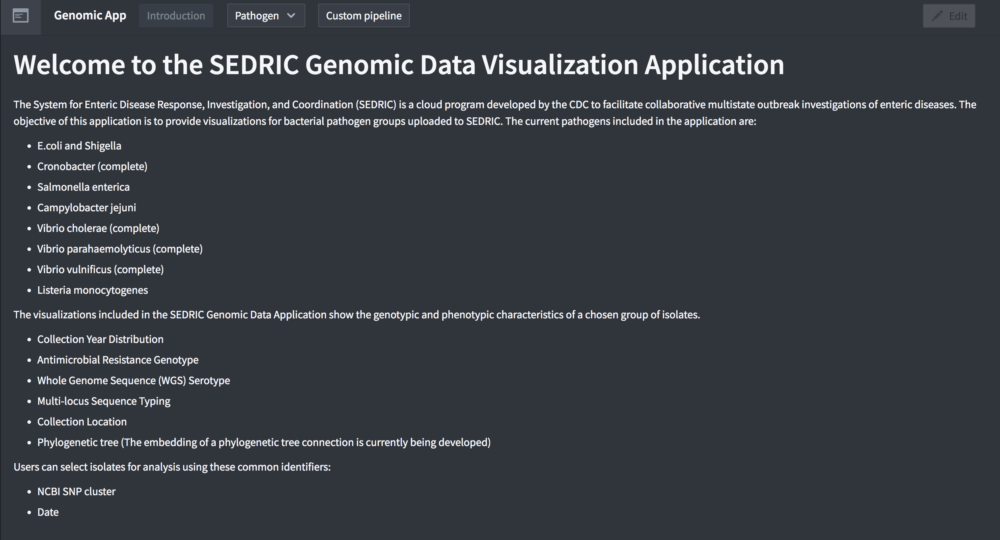 Genomic App
Introduction
Pathogen
Custom pipeline
Edit
Welcome to the SEDRIC Genomic Data Visualization Application
The System for Enteric Disease Response, Investigation, and Coordination (SEDRIC) is a cloud program developed by the CDC to facilitate collaborative multistate outbreak investigations of enteric diseases. The
objective of this application is to provide visualizations for bacterial pathogen groups uploaded to SEDRIC. The current pathogens included in the application are:
• E.coli and Shigella
• Cronobacter (complete)
• Salmonella enterica
• Campylobacter jejuni
• Vibrio cholerae (complete)
• Vibrio parahaemolyticus (complete)
• Vibrio vulnificus (complete)
• Listeria monocytogenes
The visualizations included in the SEDRIC Genomic Data Application show the genotypic and phenotypic characteristics of a chosen group of isolates.
• Collection Year Distribution
• Antimicrobial Resistance Genotype
• Whole Genome Sequence (WGS) Serotype
• Multi-locus Sequence Typing
• Collection Location
• Phylogenetic tree (The embedding of a phylogenetic tree connection is currently being developed)
Users can select isolates for analysis using these common identifiers:
• NCBI SNP cluster
• Date